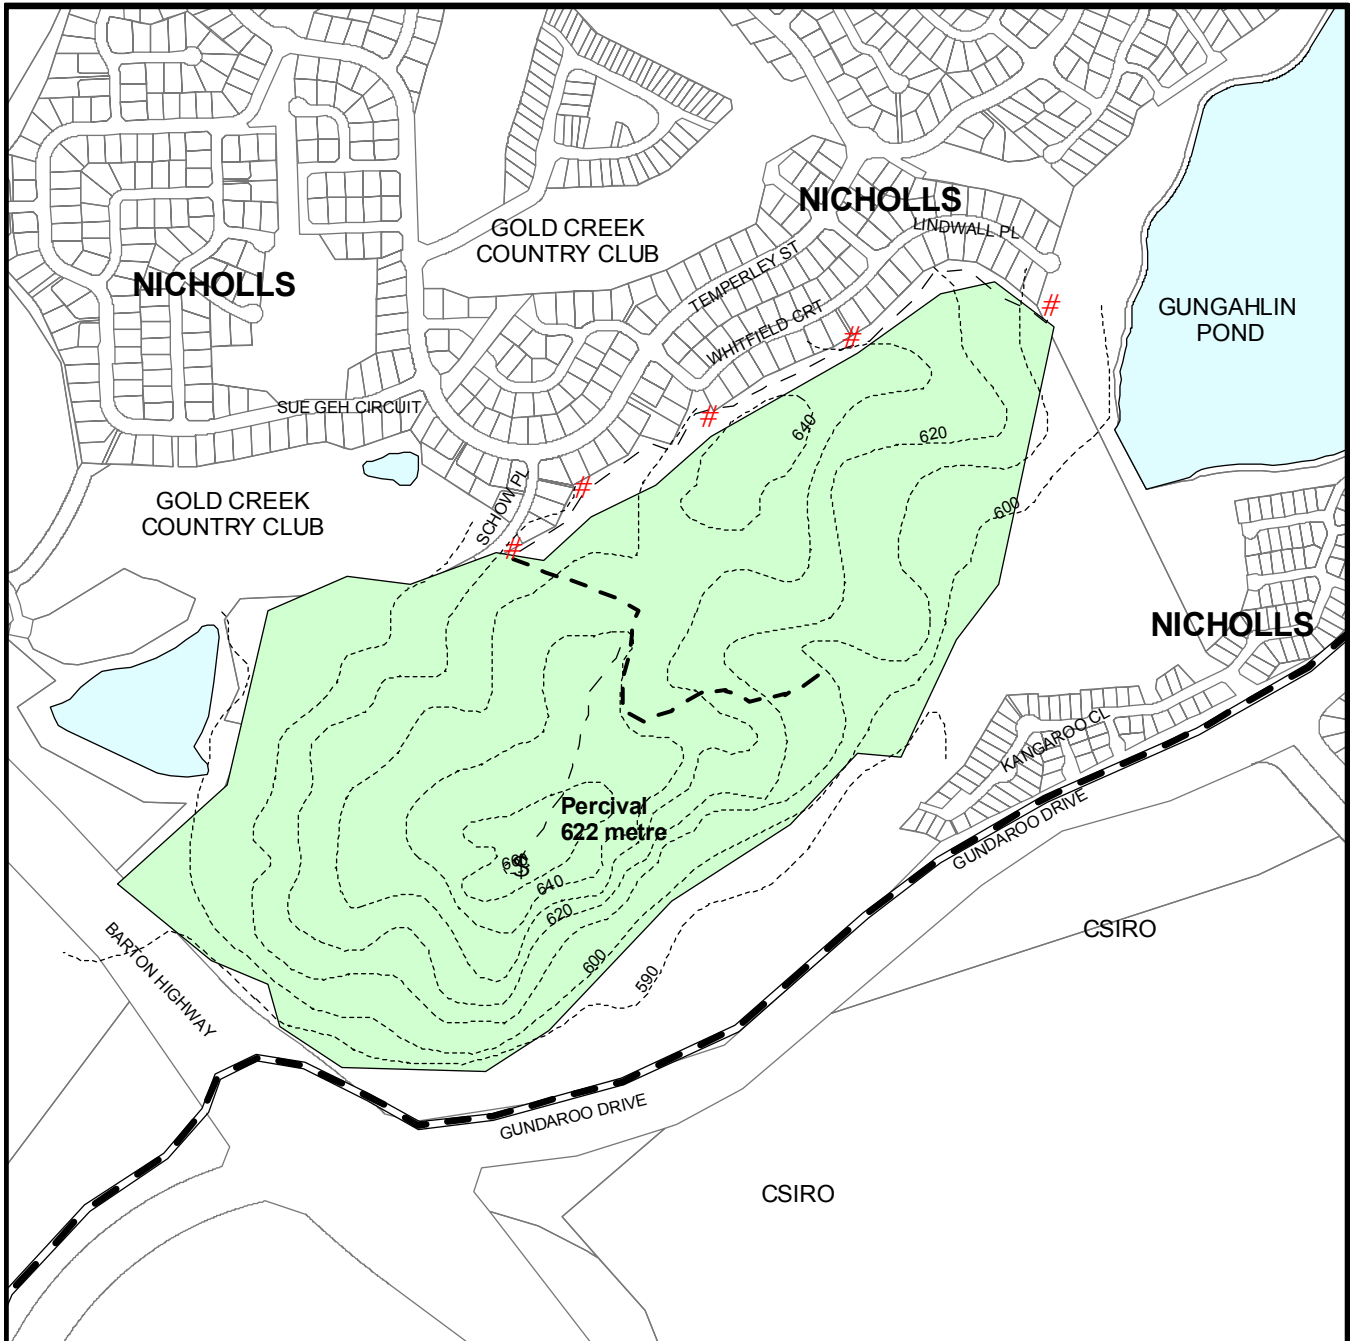 NICHOLLS
LINDWALL PL
GOLD CREEK
COUNTRY CLUB
TEMPERLEY ST
NICHOLLS
WHITFIELD CRT
GUNGAHLIN
POND
SUE GEH CIRCUIT
640
620
SCHOW PL
GOLD CREEK
COUNTRY CLUB
600
NICHOLLS
KANGAROO CL
Percival
622 metre
GUNDAROO DRIVE
640
620
CSIRO
BARTON HIGHWAY
600
590
GUNDAROO DRIVE
CSIRO